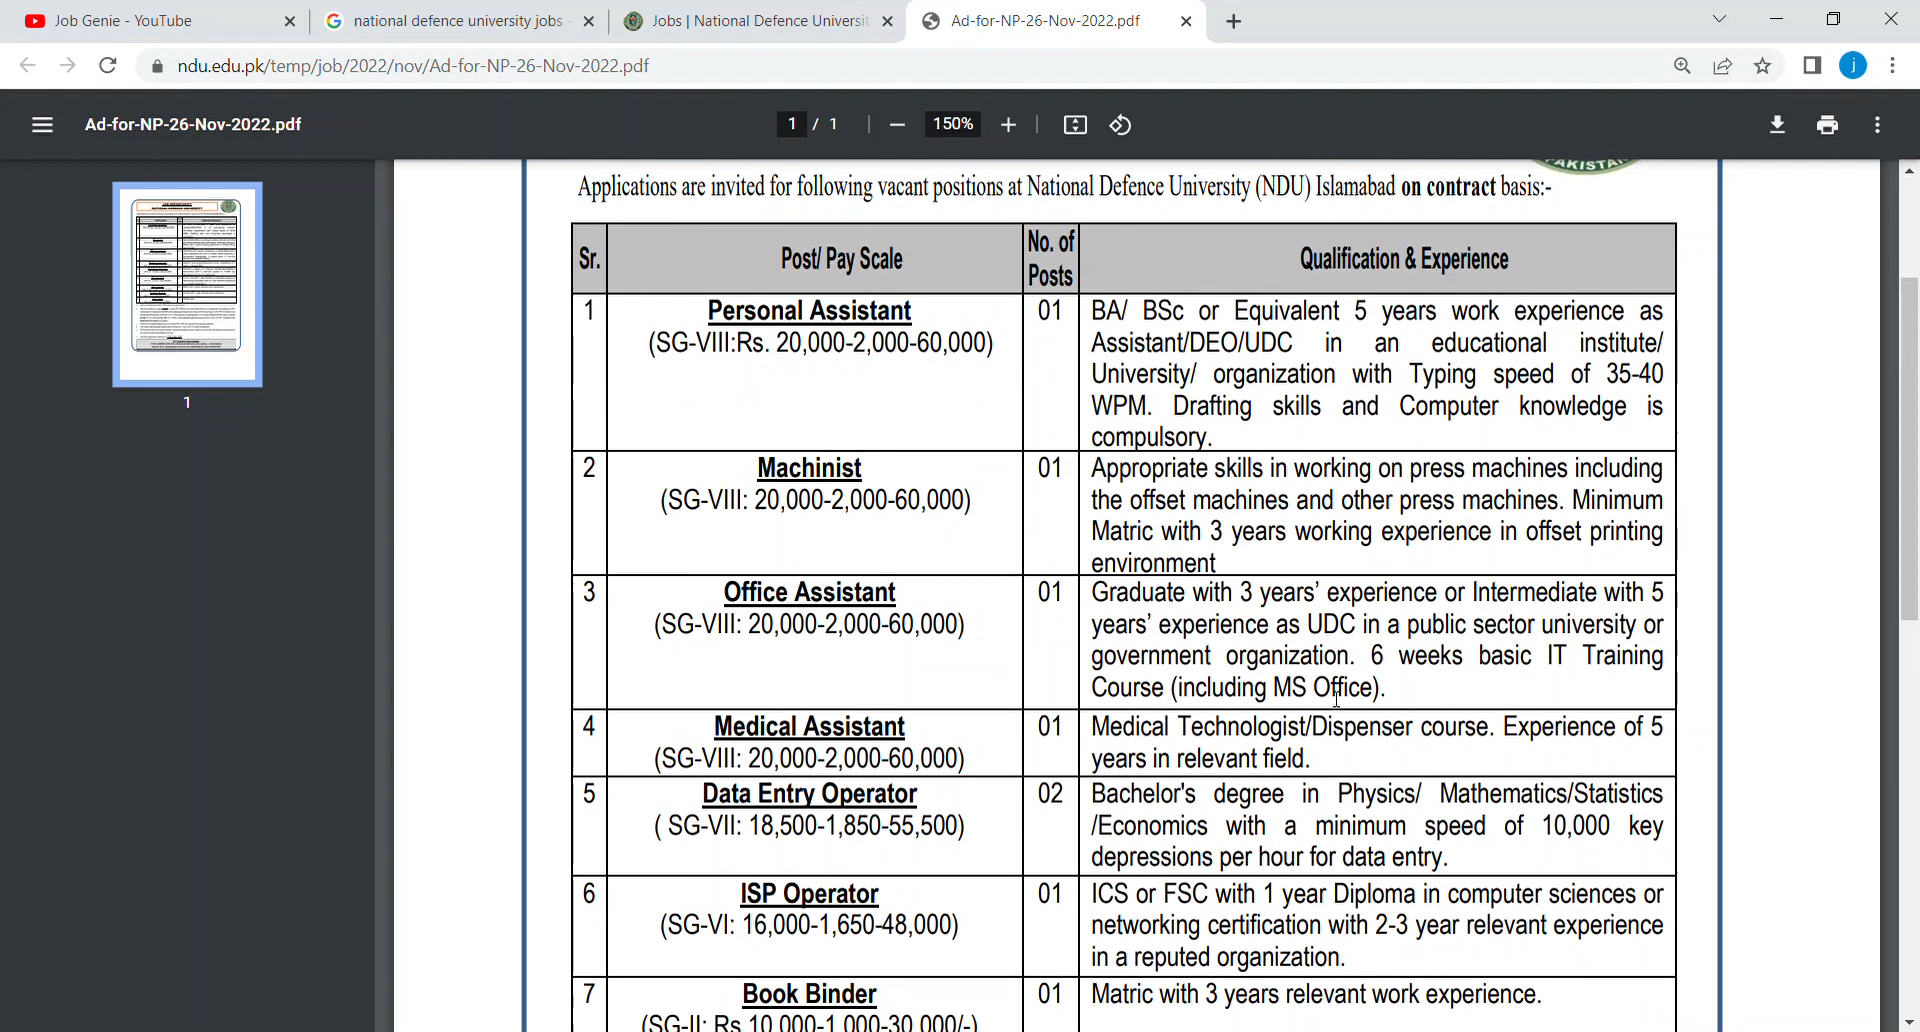 Job Genie - YouTube
national defence university jobs -
Jobs | National Defence Universit
Ad-for-NP-26-Nov-2022.pdf
ndu.edu.pk/temp/job/2022/nov/Ad-for-NP-26-Nov-2022.pdf
j
Ad-for-NP-26-Nov-2022.pdf
1 / 1
150%
1
PAKISTAN
Applications are invited for following vacant positions at National Defence University (NDU) Islamabad on contract basis:-
Sr.
Post/ Pay Scale
No. of
Posts
Qualification & Experience
1
Personal Assistant
(SG-VIII:Rs. 20,000-2,000-60,000)
01
BA/ BSc or Equivalent 5 years work experience as
Assistant/DEO/UDC in an educational institute/
University/ organization with Typing speed of 35-40
WPM. Drafting skills and Computer knowledge is
compulsory.
2
Machinist
(SG-VIII: 20,000-2,000-60,000)
01
Appropriate skills in working on press machines including
the offset machines and other press machines. Minimum
Matric with 3 years working experience in offset printing
environment
3
Office Assistant
(SG-VIII: 20,000-2,000-60,000)
01
Graduate with 3 years’ experience or Intermediate with 5
years’ experience as UDC in a public sector university or
government organization. 6 weeks basic IT Training
Course (including MS Office).
4
Medical Assistant
(SG-VIII: 20,000-2,000-60,000)
01
Medical Technologist/Dispenser course. Experience of 5
years in relevant field.
5
Data Entry Operator
( SG-VII: 18,500-1,850-55,500)
02
Bachelor's degree in Physics/ Mathematics/Statistics
/Economics with a minimum speed of 10,000 key
depressions per hour for data entry.
6
ISP Operator
(SG-VI: 16,000-1,650-48,000)
01
ICS or FSC with 1 year Diploma in computer sciences or
networking certification with 2-3 year relevant experience
in a reputed organization.
7
Book Binder
(SG-II: Rs 10,000-1,000-30,000/-)
01
Matric with 3 years relevant work experience.